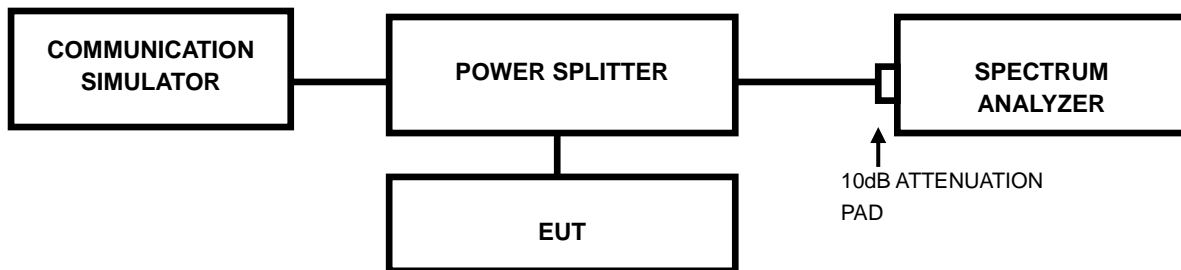 COMMUNICATION
SIMULATOR
POWER SPLITTER
SPECTRUM
ANALYZER
10dB ATTENUATION
PAD
EUT